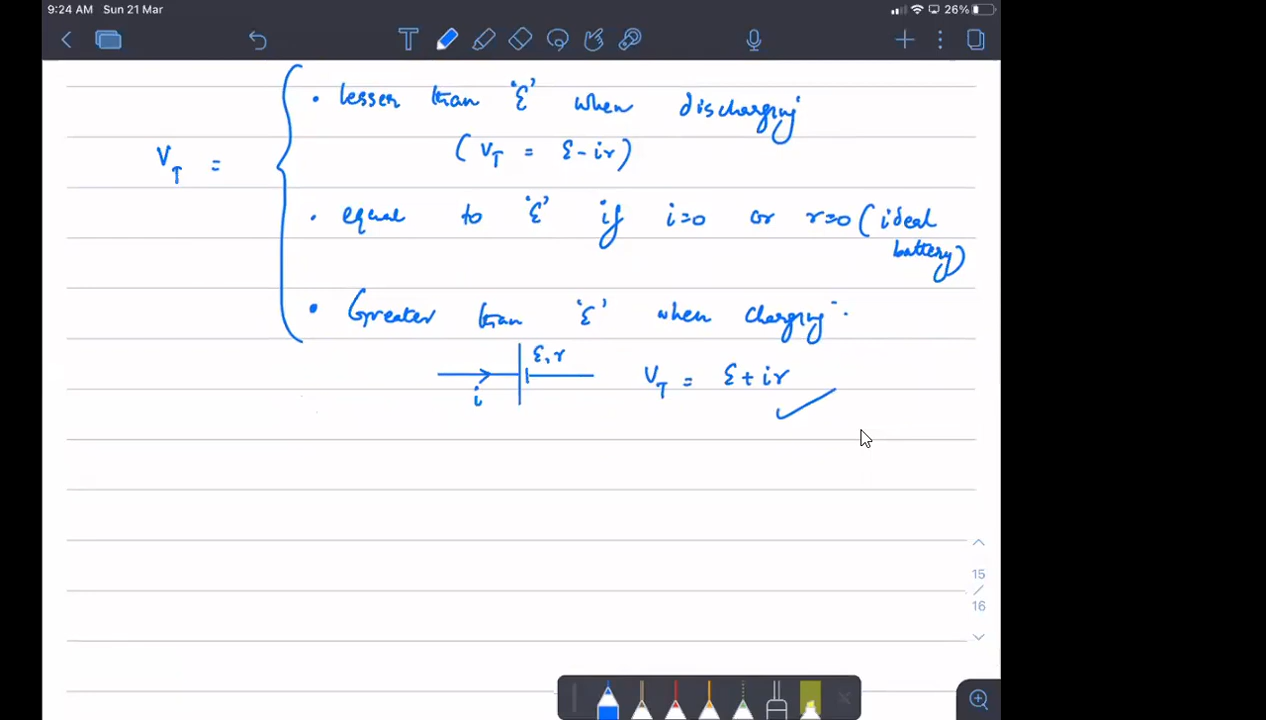 9:24 AM Sun 21 Mar
26%
• lesser than 'ε' when discharging
(V_T = ε - ir)
V_T =
• equal to 'ε' if i=0 or r=0 (ideal
battery)
• Greater than 'ε' when charging.
ε, r
i
V_T = ε + ir
15
/
16